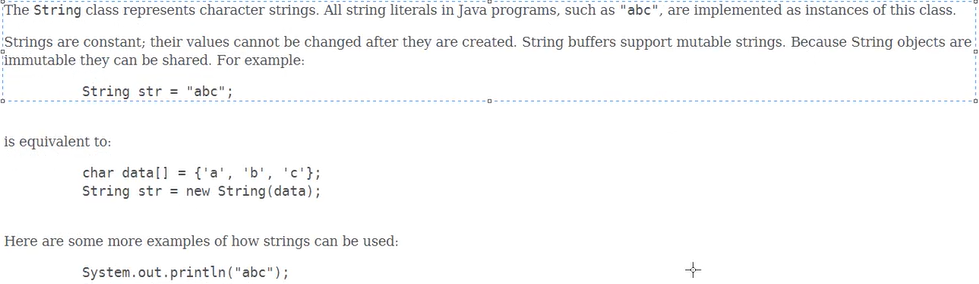 The String class represents character strings. All string literals in Java programs, such as "abc", are implemented as instances of this class.
Strings are constant; their values cannot be changed after they are created. String buffers support mutable strings. Because String objects are
immutable they can be shared. For example:
String str = "abc";
is equivalent to:
char data[] = {'a', 'b', 'c'};
String str = new String(data);
Here are some more examples of how strings can be used:
System.out.println("abc");